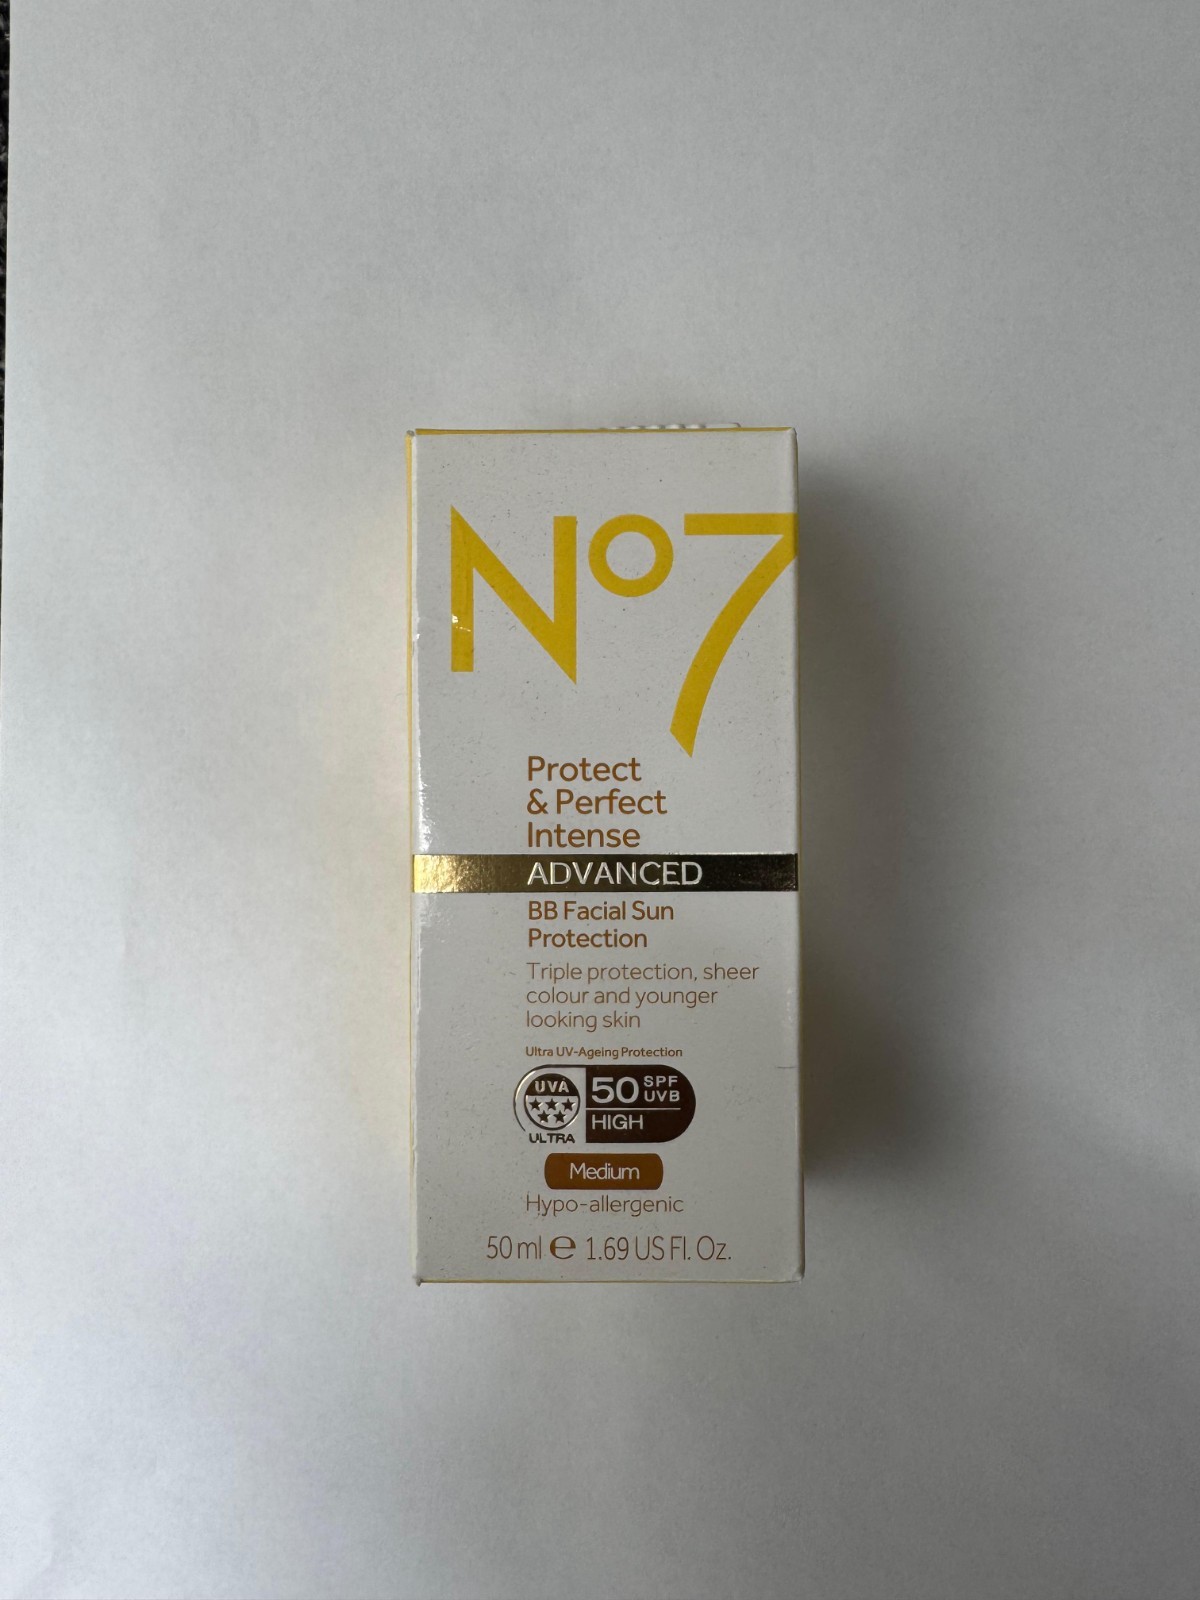 No7
Protect
& Perfect
Intense
ADVANCED
BB Facial Sun
Protection
Triple protection, sheer
colour and younger
looking skin
Ultra UV-Ageing Protection
UVA
ULTRA
50 SPF UVB
HIGH
Medium
Hypo-allergenic
50 ml ℮ 1.69 US Fl. Oz.